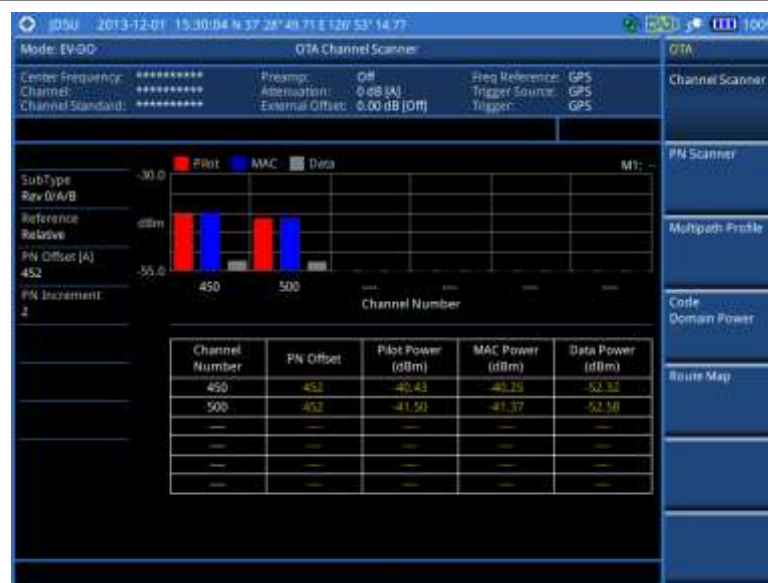 JDSU 2013-12-01 15:30:04 N 37° 28' 49.71 E 126° 53' 14.77 100%
Mode: EV-DO OTA Channel Scanner OTA
Center Frequency: ********** Preamp: Off Freq Reference: GPS
Channel: ********** Attenuation: 0 dB [A] Trigger Source: GPS
Channel Standard: ********** External Offset: 0.00 dB [Off] Trigger: GPS
Channel Scanner
PN Scanner
Multipath Profile
Code
Domain Power
Route Map
SubType
Rev 0/A/B
Reference
Relative
PN Offset [A]
452
PN Increment
2
Pilot MAC Data M1: --
-30.0
dBm
-55.0
450 500 ---- ---- ---- ----
Channel Number
Channel Number PN Offset Pilot Power (dBm) MAC Power (dBm) Data Power (dBm)
450 452 -40.43 -40.25 -52.32
500 452 -41.50 -41.37 -52.58
---- ---- ---- ---- ----
---- ---- ---- ---- ----
---- ---- ---- ---- ----
---- ---- ---- ---- ----